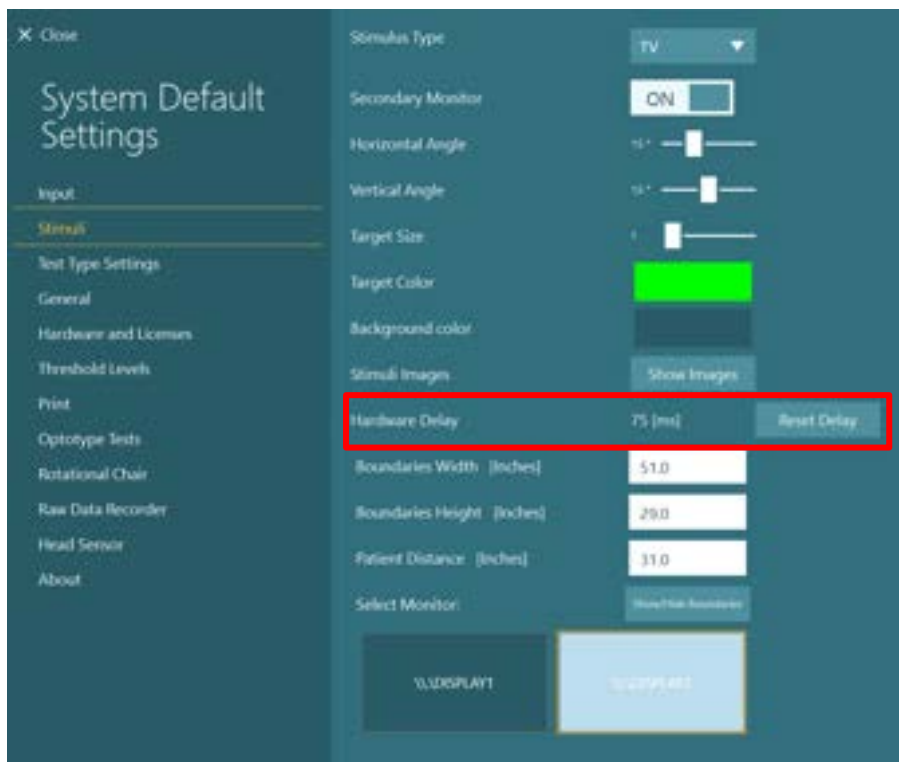 Close
System Default
Settings
Input
Stimuli
Test Type Settings
General
Hardware and Licenses
Threshold Levels
Print
Optotype Tests
Rotational Chair
Raw Data Recorder
Head Sensor
About
Stimulus Type
TV
Secondary Monitor
ON
Horizontal Angle
Vertical Angle
Target Size
Target Color
Background color
Stimuli Images
Show Images
Hardware Delay
75 [ms]
Reset Delay
Boundaries Width [Inches]
51.0
Boundaries Height [Inches]
29.0
Patient Distance [Inches]
31.0
Select Monitor:
Show/Hide Boundaries
\\.\DISPLAY1